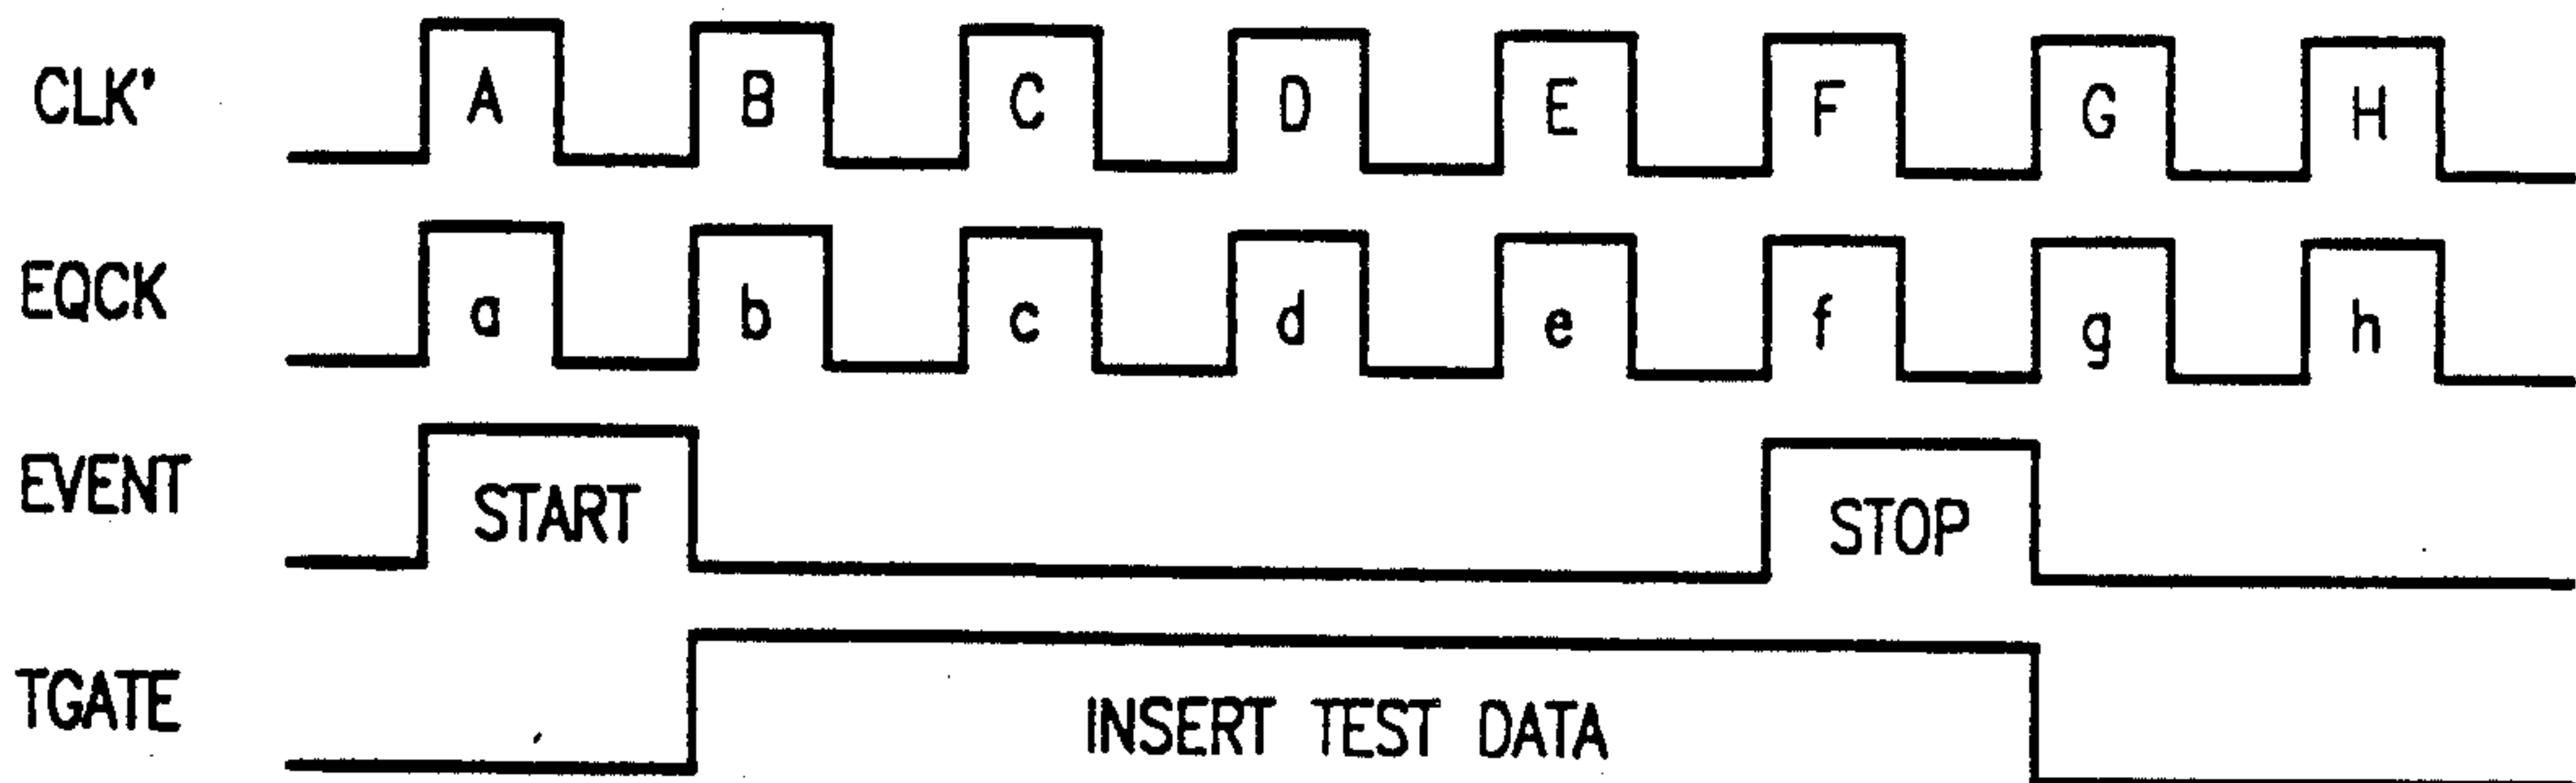 CLK' A B C D E F G H
EQCK a b c d e f g h
EVENT START STOP
TGATE INSERT TEST DATA